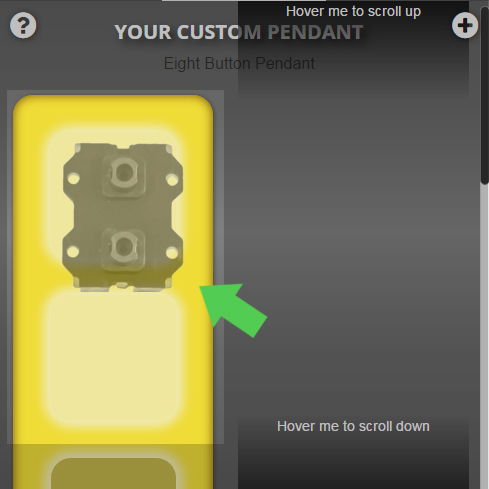 Hover me to scroll up
YOUR CUSTOM PENDANT
Eight Button Pendant
Hover me to scroll down